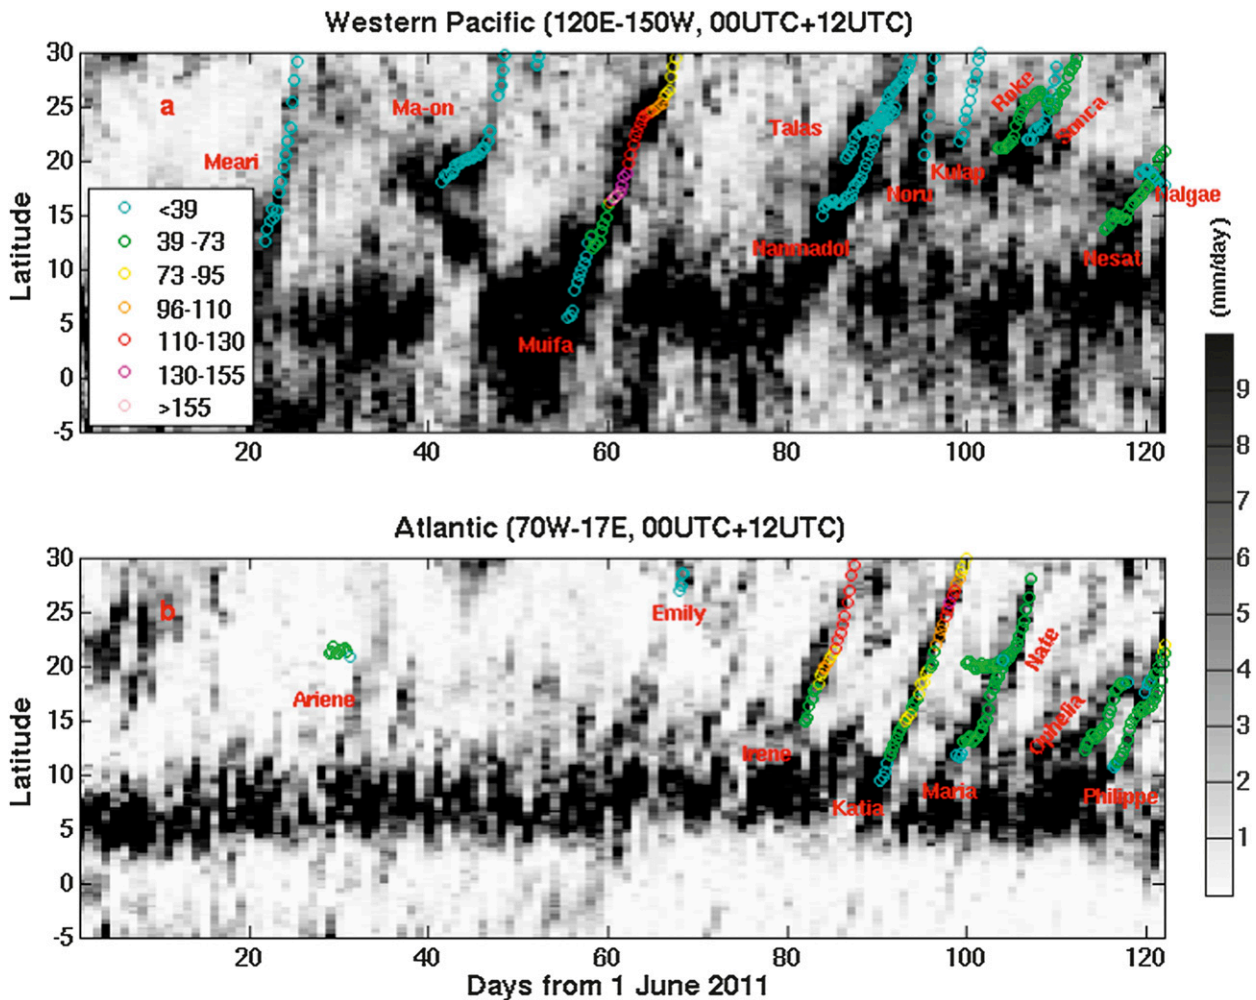 Western Pacific (120E-150W, 00UTC+12UTC)
30
25
20
15
10
5
0
-5
Latitude
a
Meari
Ma-on
Muifa
Talas
Nanmadol
Noru
Kulap
Roke
Sonca
Nalgae
Nesat
<39
39 -73
73 -95
96-110
110-130
130-155
>155
20
40
60
80
100
120
(mm/day)
9
8
7
6
5
4
3
2
1
Atlantic (70W-17E, 00UTC+12UTC)
30
25
20
15
10
5
0
-5
Latitude
b
Ariene
Emily
Irene
Katia
Maria
Nate
Ophelia
Philippe
20
40
60
80
100
120
Days from 1 June 2011